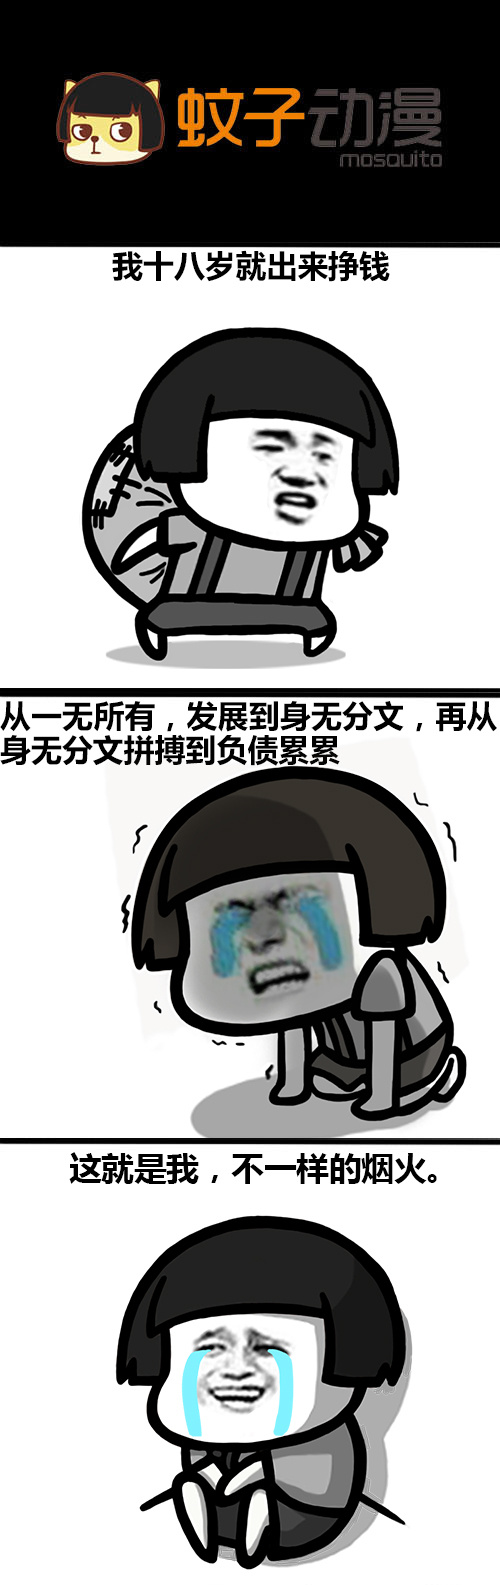 蚊子动漫
mosquito
我十八岁就出来挣钱
从一无所有，发展到身无分文，再从
身无分文拼搏到负债累累
这就是我，不一样的烟火。